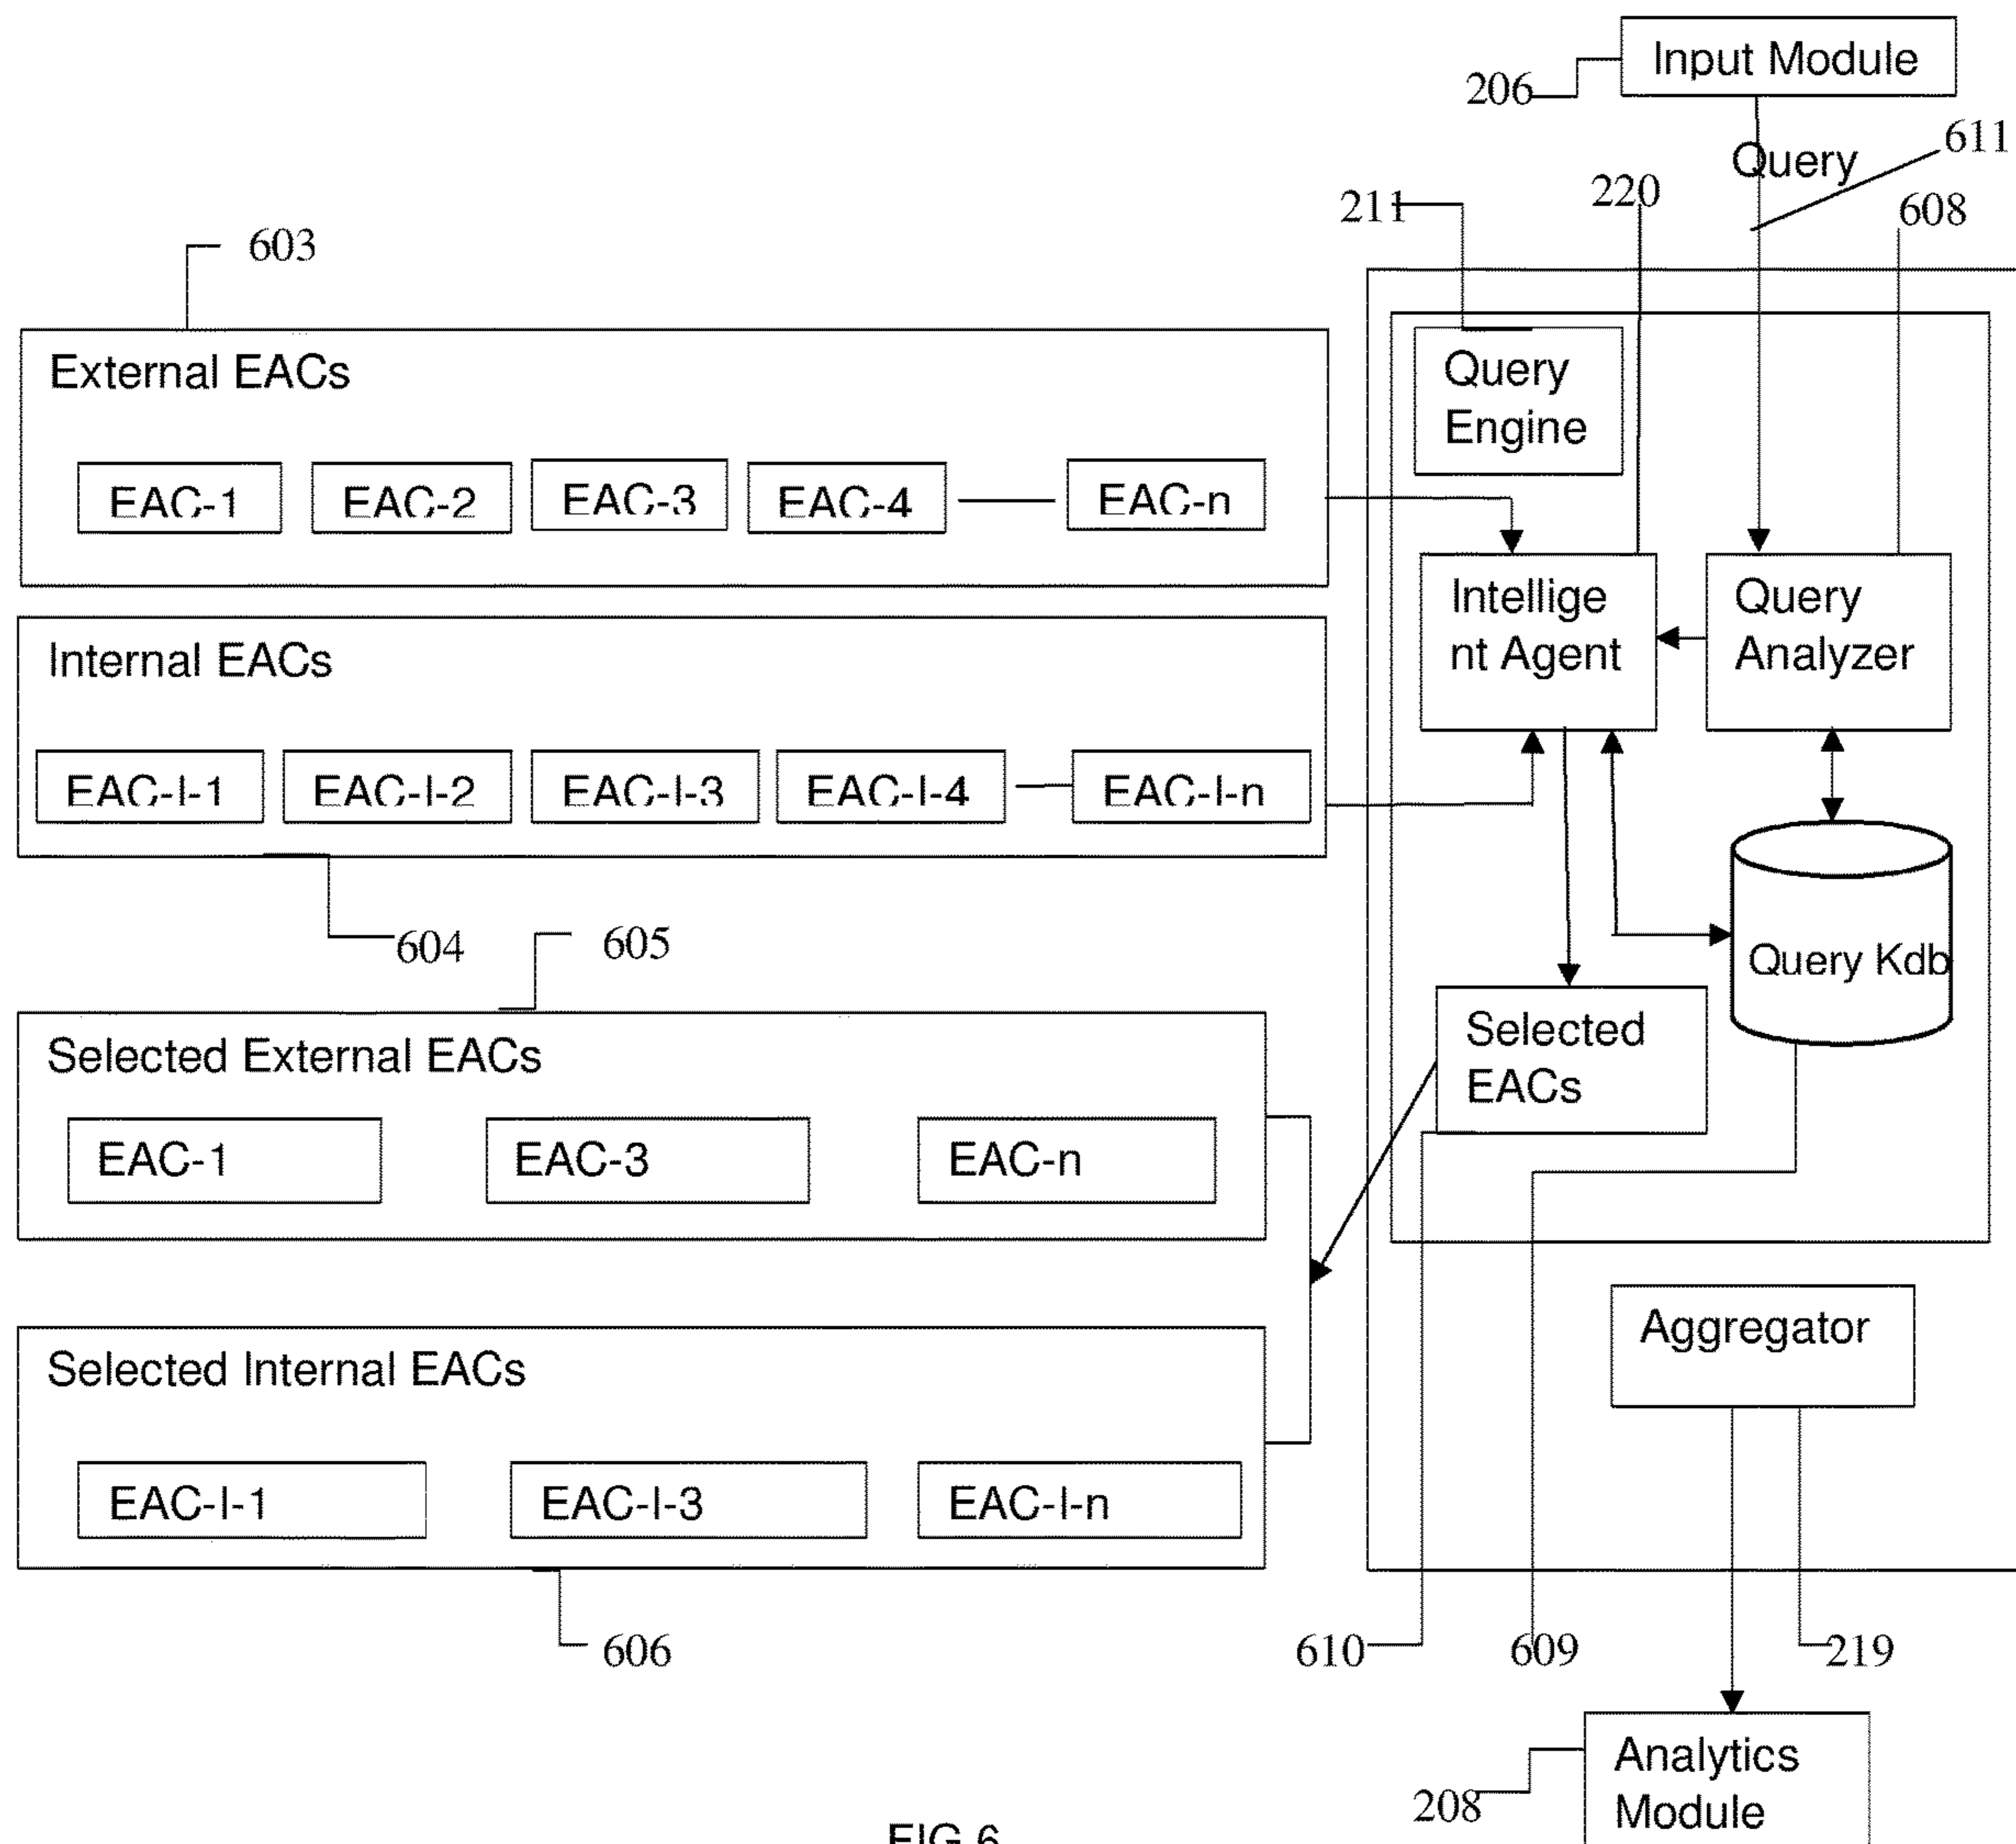 Input Module
206
Query
611
211
220
608
603
External EACs
EAC-1
EAC-2
EAC-3
EAC-4
EAC-n
Query
Engine
Internal EACs
EAC-I-1
EAC-I-2
EAC-I-3
EAC-I-4
EAC-I-n
Intellige
nt Agent
Query
Analyzer
604
605
Query Kdb
Selected External EACs
EAC-1
EAC-3
EAC-n
Selected
EACs
Selected Internal EACs
EAC-I-1
EAC-I-3
EAC-I-n
Aggregator
606
610
609
219
208
Analytics
Module
FIG 6